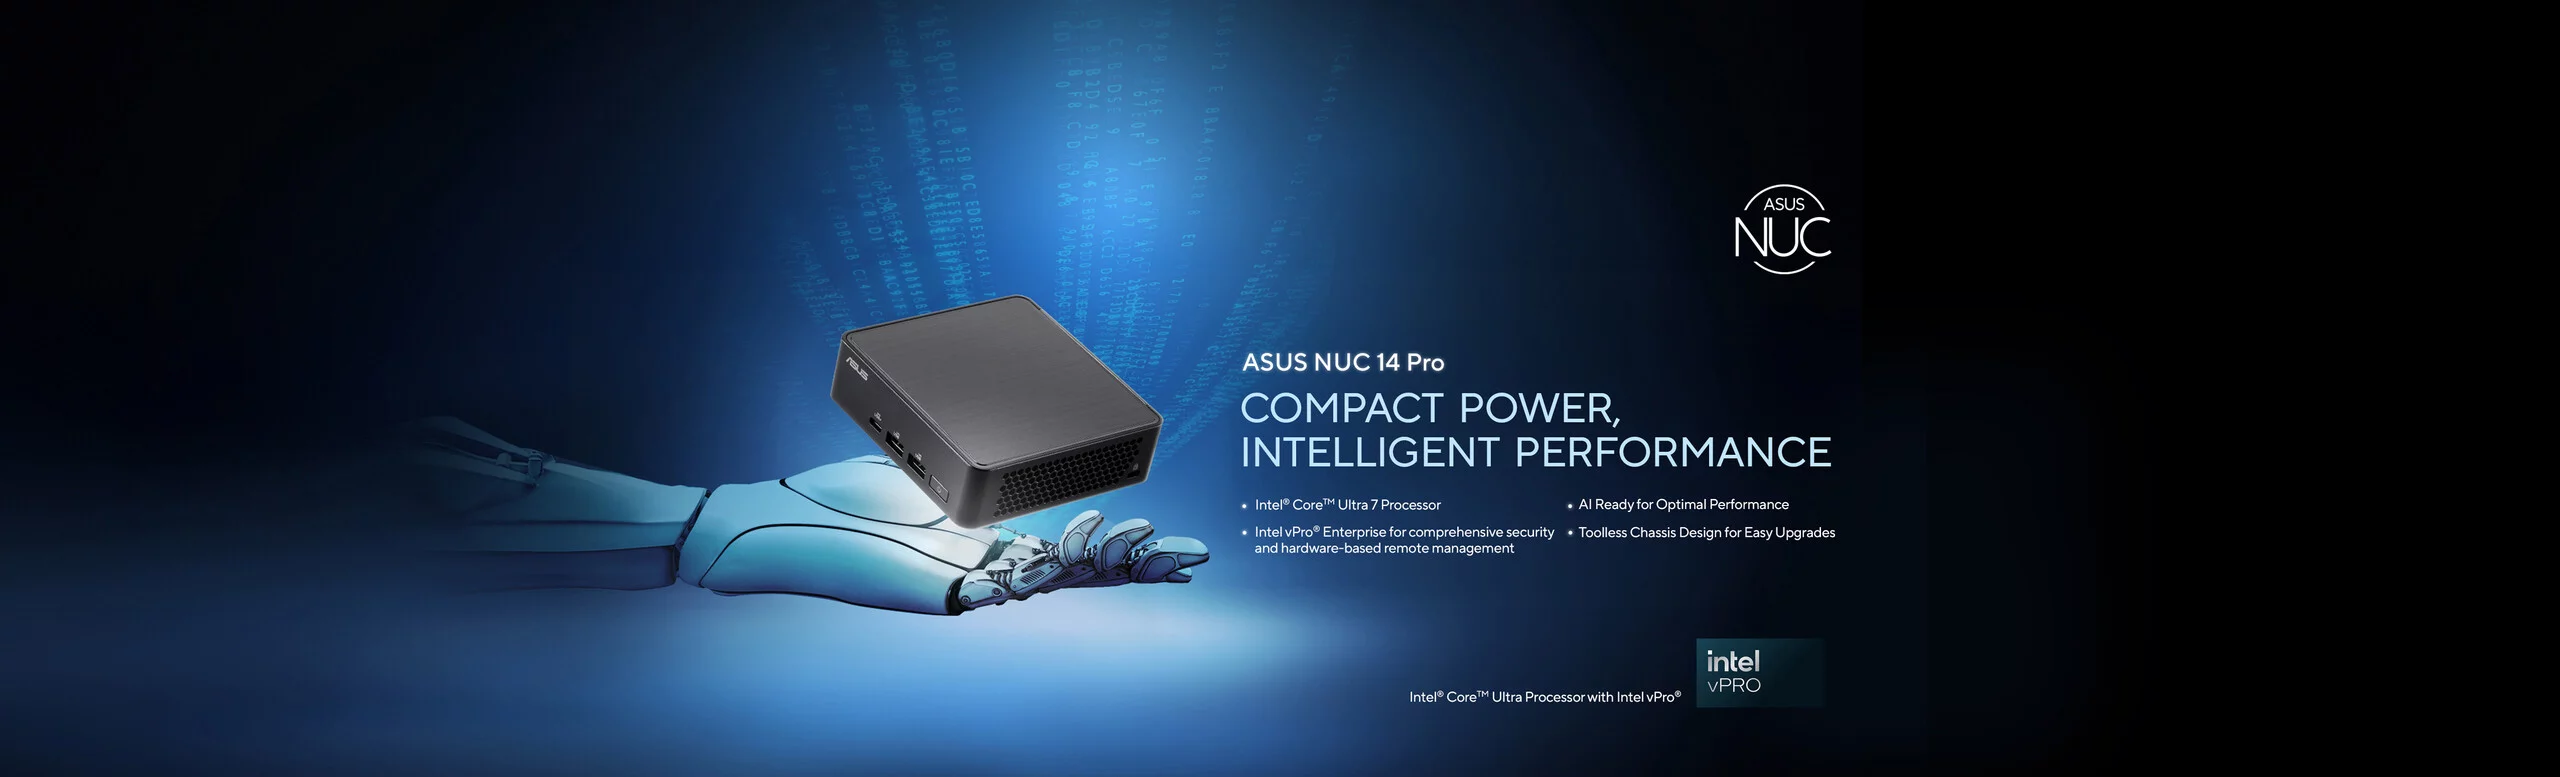 ASUS
NUC
ASUS
ASUS NUC 14 Pro
COMPACT POWER,
INTELLIGENT PERFORMANCE
• Intel® Core™ Ultra 7 Processor
• Intel vPro® Enterprise for comprehensive security
and hardware-based remote management
• AI Ready for Optimal Performance
• Toolless Chassis Design for Easy Upgrades
Intel® Core™ Ultra Processor with Intel vPro®
intel
vPRO